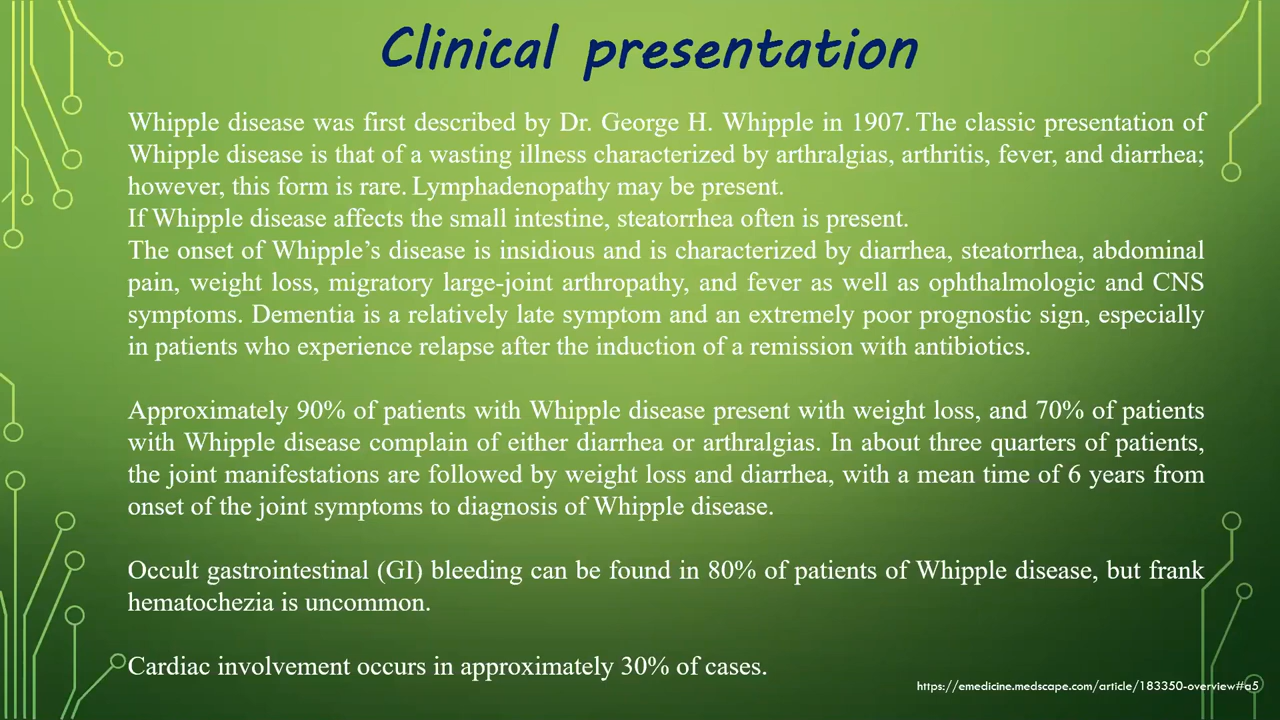 Clinical presentation
Whipple disease was first described by Dr. George H. Whipple in 1907. The classic presentation of
Whipple disease is that of a wasting illness characterized by arthralgias, arthritis, fever, and diarrhea;
however, this form is rare. Lymphadenopathy may be present.
If Whipple disease affects the small intestine, steatorrhea often is present.
The onset of Whipple’s disease is insidious and is characterized by diarrhea, steatorrhea, abdominal
pain, weight loss, migratory large-joint arthropathy, and fever as well as ophthalmologic and CNS
symptoms. Dementia is a relatively late symptom and an extremely poor prognostic sign, especially
in patients who experience relapse after the induction of a remission with antibiotics.
Approximately 90% of patients with Whipple disease present with weight loss, and 70% of patients
with Whipple disease complain of either diarrhea or arthralgias. In about three quarters of patients,
the joint manifestations are followed by weight loss and diarrhea, with a mean time of 6 years from
onset of the joint symptoms to diagnosis of Whipple disease.
Occult gastrointestinal (GI) bleeding can be found in 80% of patients of Whipple disease, but frank
hematochezia is uncommon.
Cardiac involvement occurs in approximately 30% of cases.
https://emedicine.medscape.com/article/183350-overview#a5